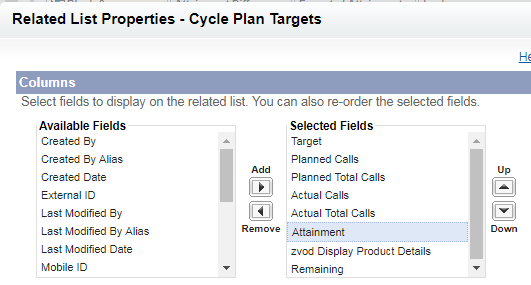 Related List Properties - Cycle Plan Targets
He
Columns
Select fields to display on the related list. You can also re-order the selected fields.
Available Fields
Created By
Created By Alias
Created Date
External ID
Last Modified By
Last Modified By Alias
Last Modified Date
Mobile ID
Add
Remove
Selected Fields
Target
Planned Calls
Planned Total Calls
Actual Calls
Actual Total Calls
Attainment
zvod Display Product Details
Remaining
Up
Down